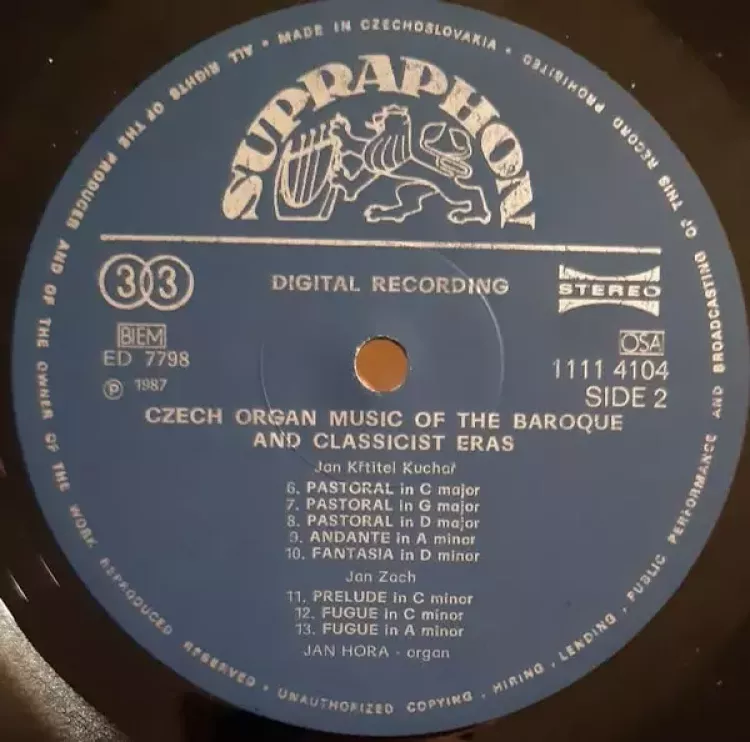 SUPRAPHON
33
DIGITAL RECORDING
STEREO
BIEM
ED 7798
℗ 1987
OSA
1111 4104
SIDE 2
CZECH ORGAN MUSIC OF THE BAROQUE
AND CLASSICIST ERAS
Jan Křtitel Kuchař
6. PASTORAL in C major
7. PASTORAL in G major
8. PASTORAL in D major
9. ANDANTE in A minor
10. FANTASIA in D minor
Jan Zach
11. PRELUDE in C minor
12. FUGUE in C minor
13. FUGUE in A minor
JAN HORA - organ
MADE IN CZECHOSLOVAKIA • ALL RIGHTS OF THE PRODUCER AND OF THE OWNER OF THE WORK REPRODUCED RESERVED • UNAUTHORIZED COPYING, HIRING, LENDING, PUBLIC PERFORMANCE AND BROADCASTING OF THIS RECORD PROHIBITED •